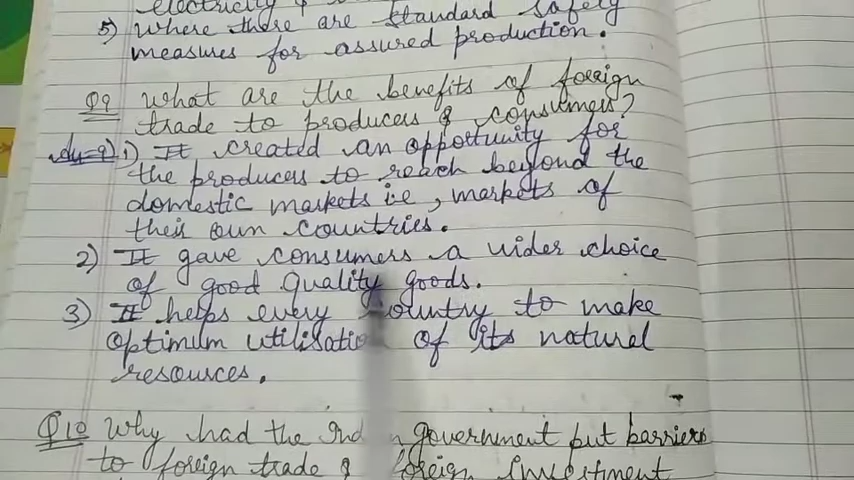 electricity &
5) where there are standard safety
measures for assured production.
Q9 What are the benefits of foreign
trade to producers & consumers?
Ans-9) 1) It created an opportunity for
the producers to reach beyond the
domestic markets i.e, markets of
their own countries.
2) It gave consumers a wider choice
of good quality goods.
3) It helps every country to make
optimum utilisation of its natural
resources.
Q10 Why had the Indian government put barriers
to foreign trade & foreign investment